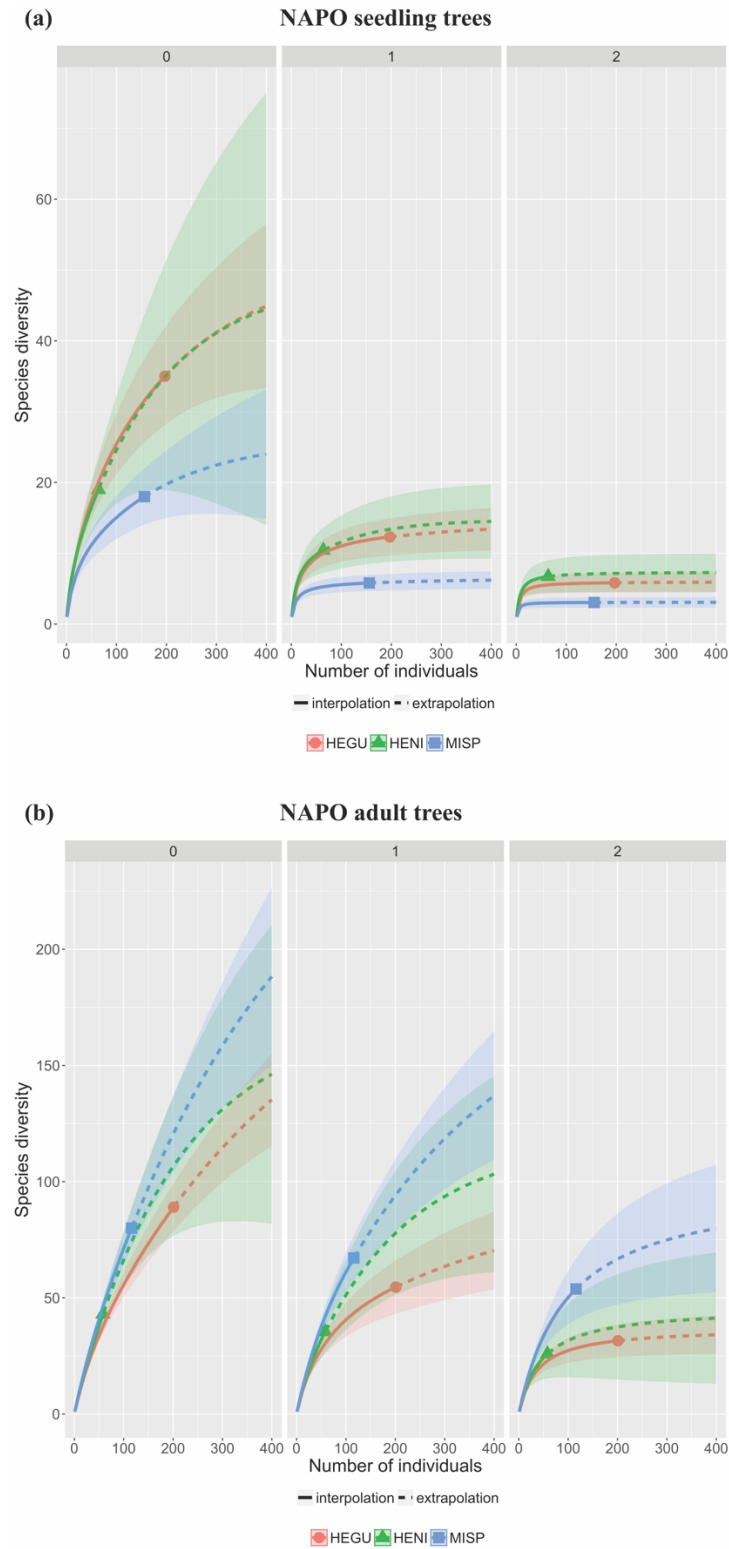 (a) NAPO seedling trees
0 1 2
60
40
20
0
Species diversity
0 100 200 300 400 0 100 200 300 400 0 100 200 300 400
Number of individuals
interpolation extrapolation
HEGU HENI MISP
(b) NAPO adult trees
0 1 2
200
150
100
50
0
Species diversity
0 100 200 300 400 0 100 200 300 400 0 100 200 300 400
Number of individuals
interpolation extrapolation
HEGU HENI MISP